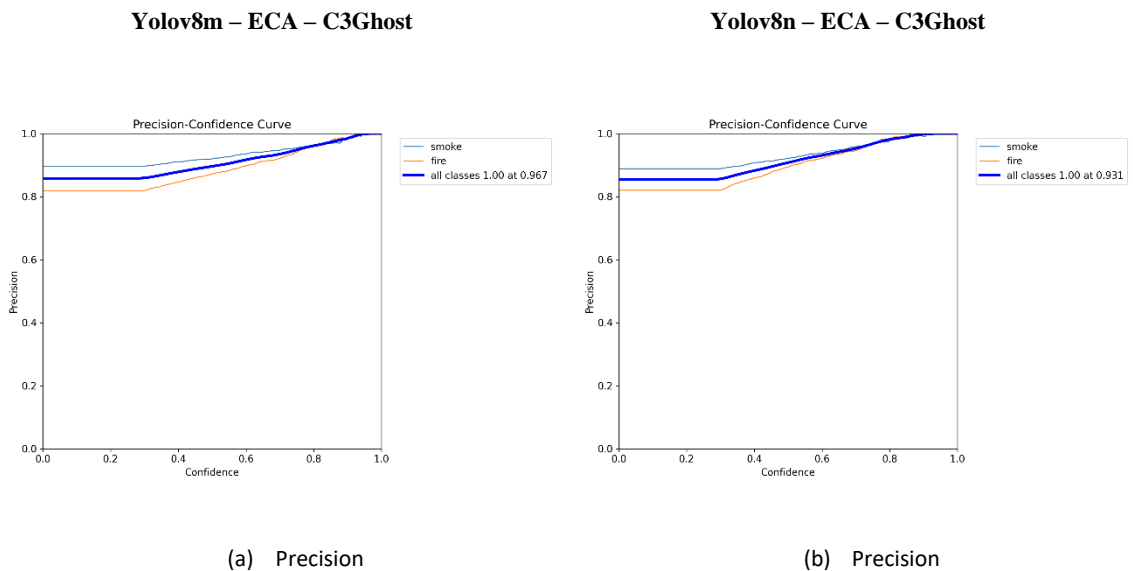 Yolov8m – ECA – C3Ghost
Yolov8n – ECA – C3Ghost
Precision-Confidence Curve
1.0
0.8
0.6
0.4
0.2
0.0
Precision
0.0 0.2 0.4 0.6 0.8 1.0
Confidence
smoke
fire
all classes 1.00 at 0.967
Precision-Confidence Curve
1.0
0.8
0.6
0.4
0.2
0.0
Precision
0.0 0.2 0.4 0.6 0.8 1.0
Confidence
smoke
fire
all classes 1.00 at 0.931
(a) Precision
(b) Precision